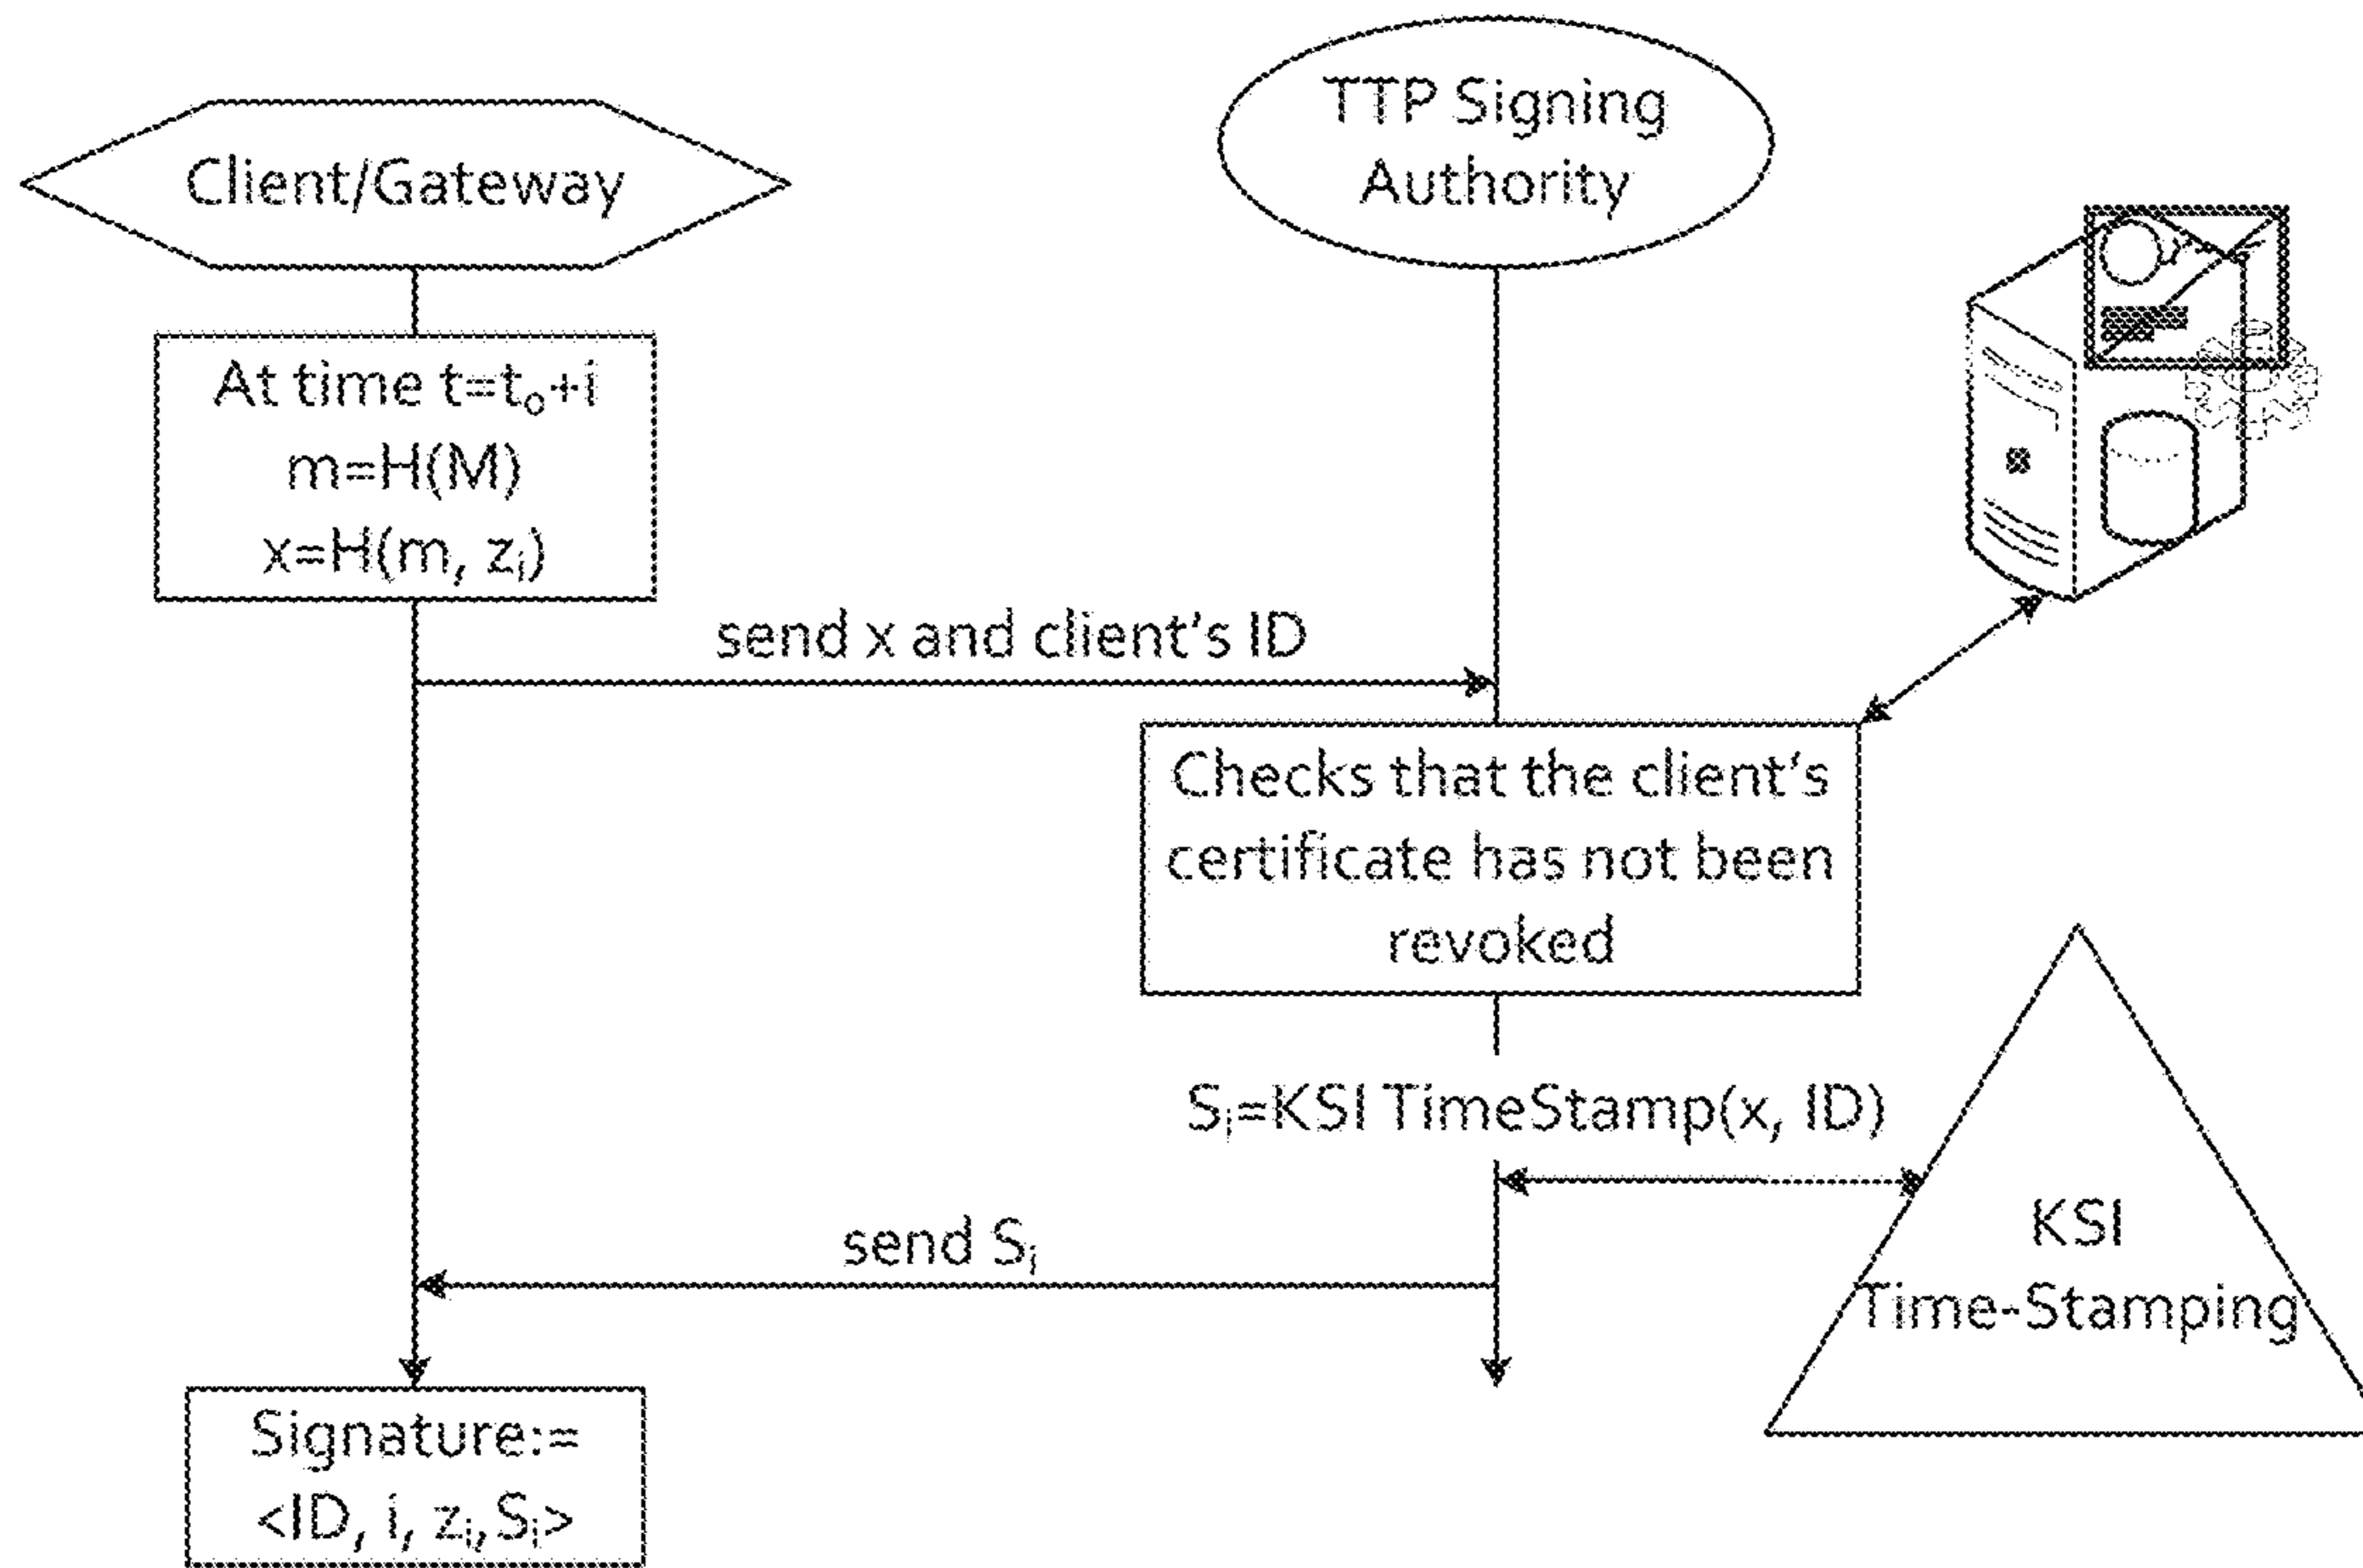 Client/Gateway
TTP Signing
Authority
At time t=tₒ+i
m=H(M)
x=H(m, zᵢ)
send x and client's ID
Checks that the client's
certificate has not been
revoked
Sᵢ=KSI TimeStamp(x, ID)
send Sᵢ
KSI
Time-Stamping
Signature:=
<ID, i, zᵢ,Sᵢ>